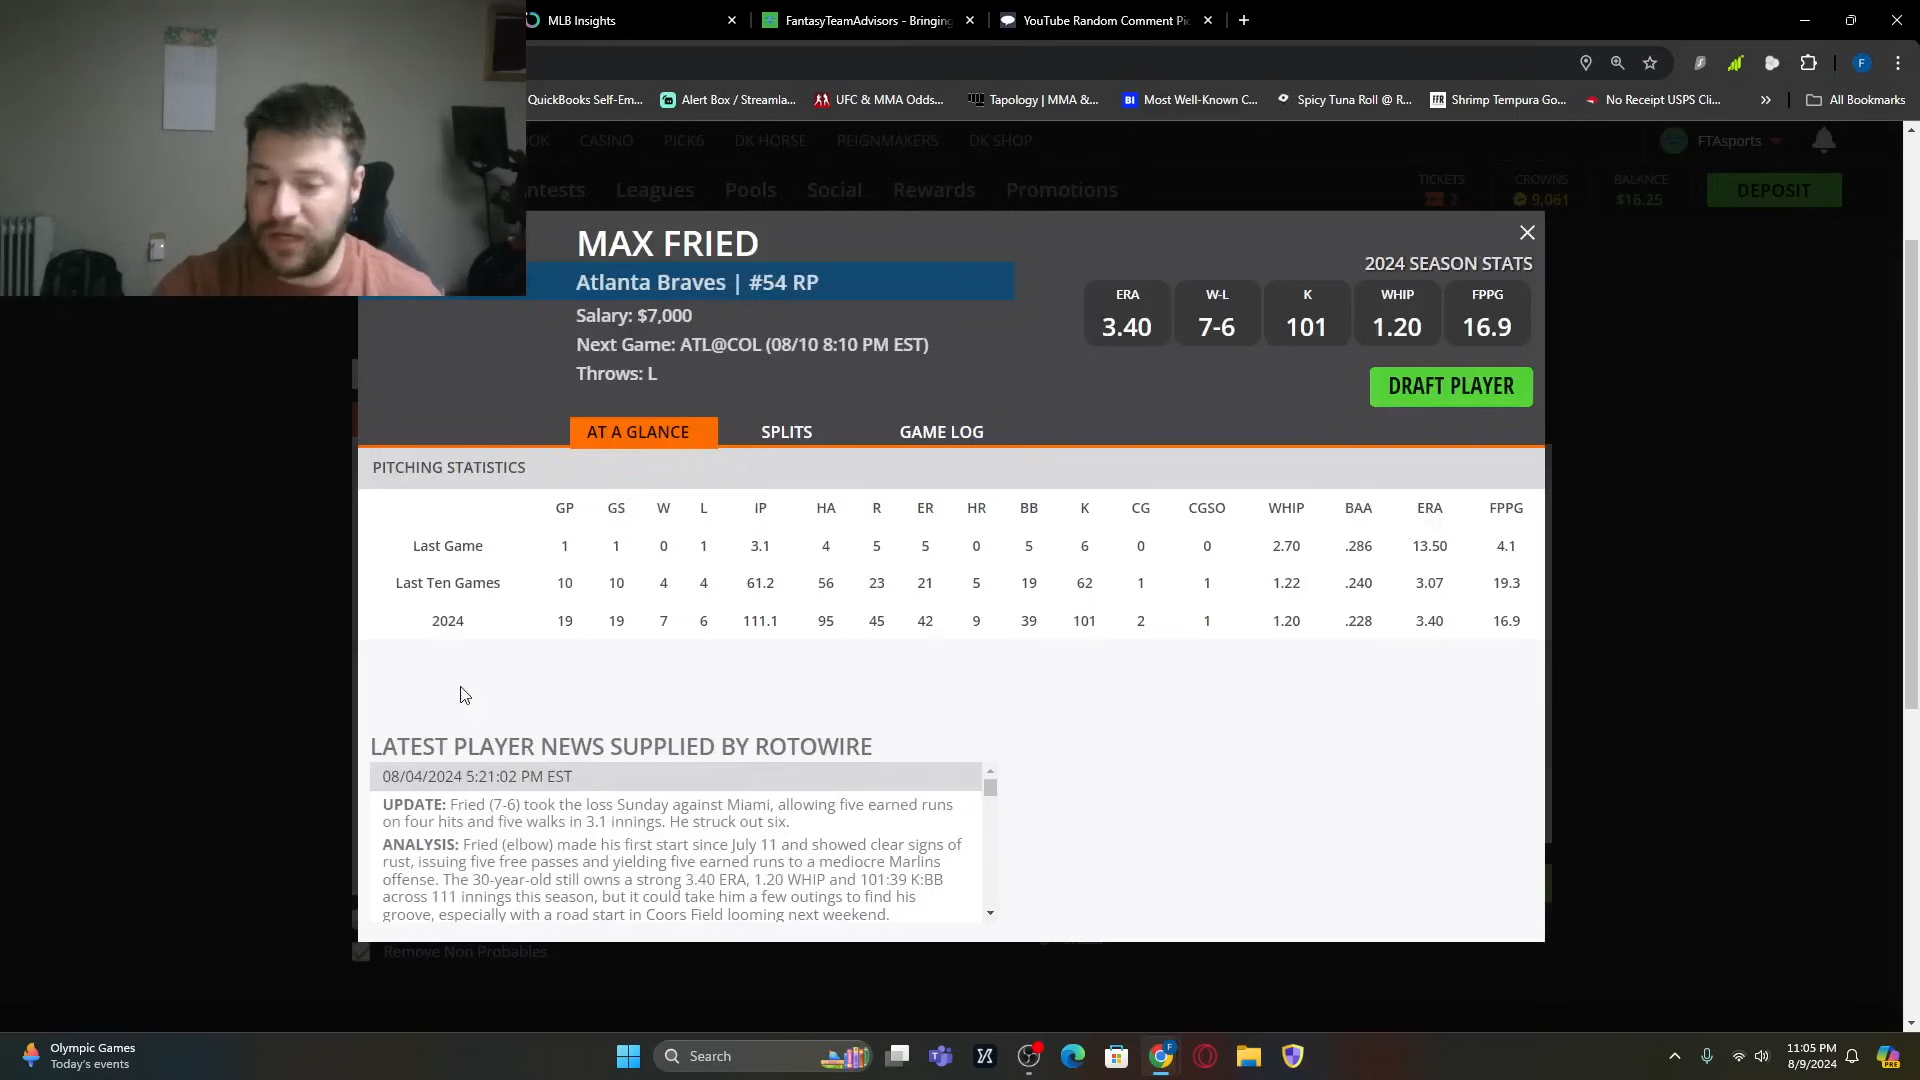 MLB Insights
FantasyTeamAdvisors - Bringing
YouTube Random Comment Pi
QuickBooks Self-Em...
Alert Box / Streamla...
UFC & MMA Odds...
Tapology | MMA &...
Most Well-Known C...
Spicy Tuna Roll @ R...
Shrimp Tempura Go...
No Receipt USPS Cli...
All Bookmarks
CASINO PICK6 DK HORSE REIGNMAKERS DK SHOP
FTAsports
Leagues Pools Social Rewards Promotions
TICKETS CROWNS BALANCE
2 9,061 $16.25
DEPOSIT
MAX FRIED
Atlanta Braves | #54 RP
Salary: $7,000
Next Game: ATL@COL (08/10 8:10 PM EST)
Throws: L
2024 SEASON STATS
ERA W-L K WHIP FPPG
3.40 7-6 101 1.20 16.9
DRAFT PLAYER
AT A GLANCE SPLITS GAME LOG
PITCHING STATISTICS
GP GS W L IP HA R ER HR BB K CG CGSO WHIP BAA ERA FPPG
Last Game 1 1 0 1 3.1 4 5 5 0 5 6 0 0 2.70 .286 13.50 4.1
Last Ten Games 10 10 4 4 61.2 56 23 21 5 19 62 1 1 1.22 .240 3.07 19.3
2024 19 19 7 6 111.1 95 45 42 9 39 101 2 1 1.20 .228 3.40 16.9
LATEST PLAYER NEWS SUPPLIED BY ROTOWIRE
08/04/2024 5:21:02 PM EST
UPDATE: Fried (7-6) took the loss Sunday against Miami, allowing five earned runs
on four hits and five walks in 3.1 innings. He struck out six.
ANALYSIS: Fried (elbow) made his first start since July 11 and showed clear signs of
rust, issuing five free passes and yielding five earned runs to a mediocre Marlins
offense. The 30-year-old still owns a strong 3.40 ERA, 1.20 WHIP and 101:39 K:BB
across 111 innings this season, but it could take him a few outings to find his
groove, especially with a road start in Coors Field looming next weekend.
Remove Non Probables
Olympic Games
Today's events
Search
11:05 PM
8/9/2024